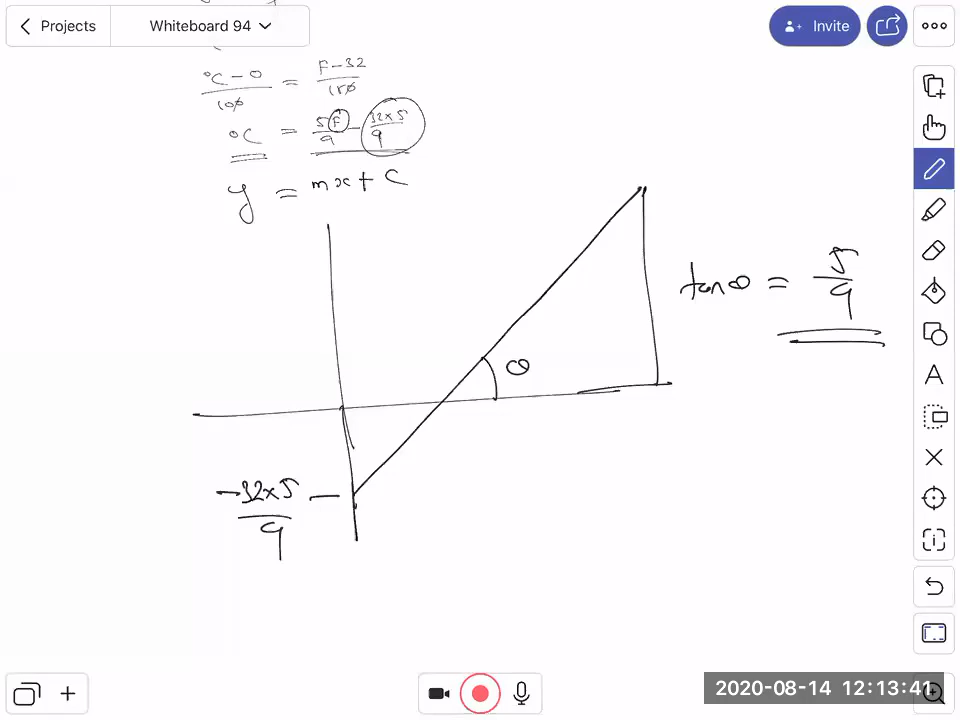 Projects
Whiteboard 94
Invite
°C-0/100 = F-32/180
°C = 5F/9 - 32×5/9
y = mx + C
tanθ = 5/9
θ
-32×5/9
A
2020-08-14 12:13:41